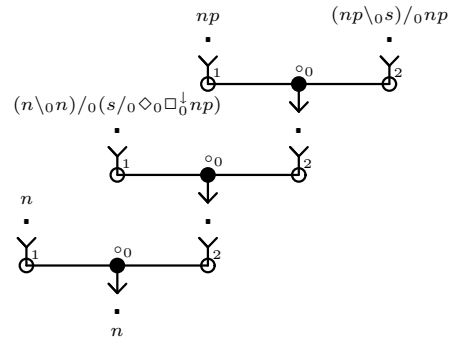 np (np\₀s)/₀np
∘₀
1 2
(n\₀n)/₀(s/₀◇₀□₀↓np)
∘₀
1 2
n
∘₀
1 2
n